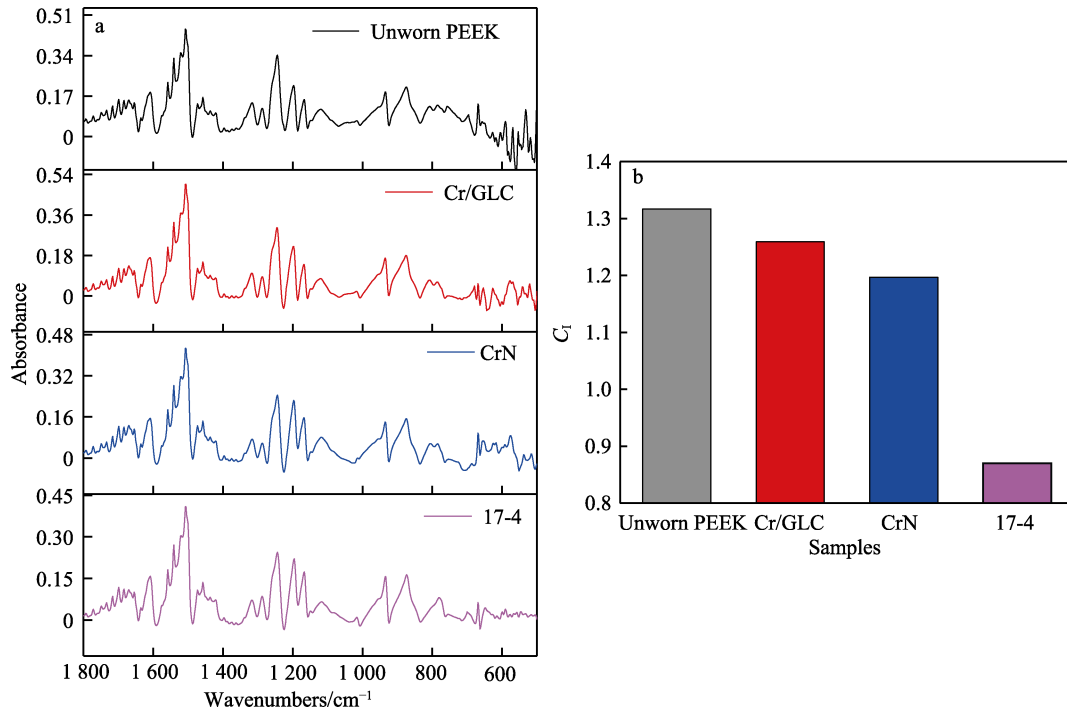 a
Unworn PEEK
0.51
0.34
0.17
0
Cr/GLC
0.54
0.36
0.18
0
CrN
0.48
0.32
0.16
0
17-4
0.45
0.30
0.15
0
Absorbance
1 800 1 600 1 400 1 200 1 000 800 600
Wavenumbers/cm⁻¹
b
1.4
1.3
1.2
1.1
1.0
0.9
0.8
C_I
Unworn PEEK Cr/GLC CrN 17-4
Samples